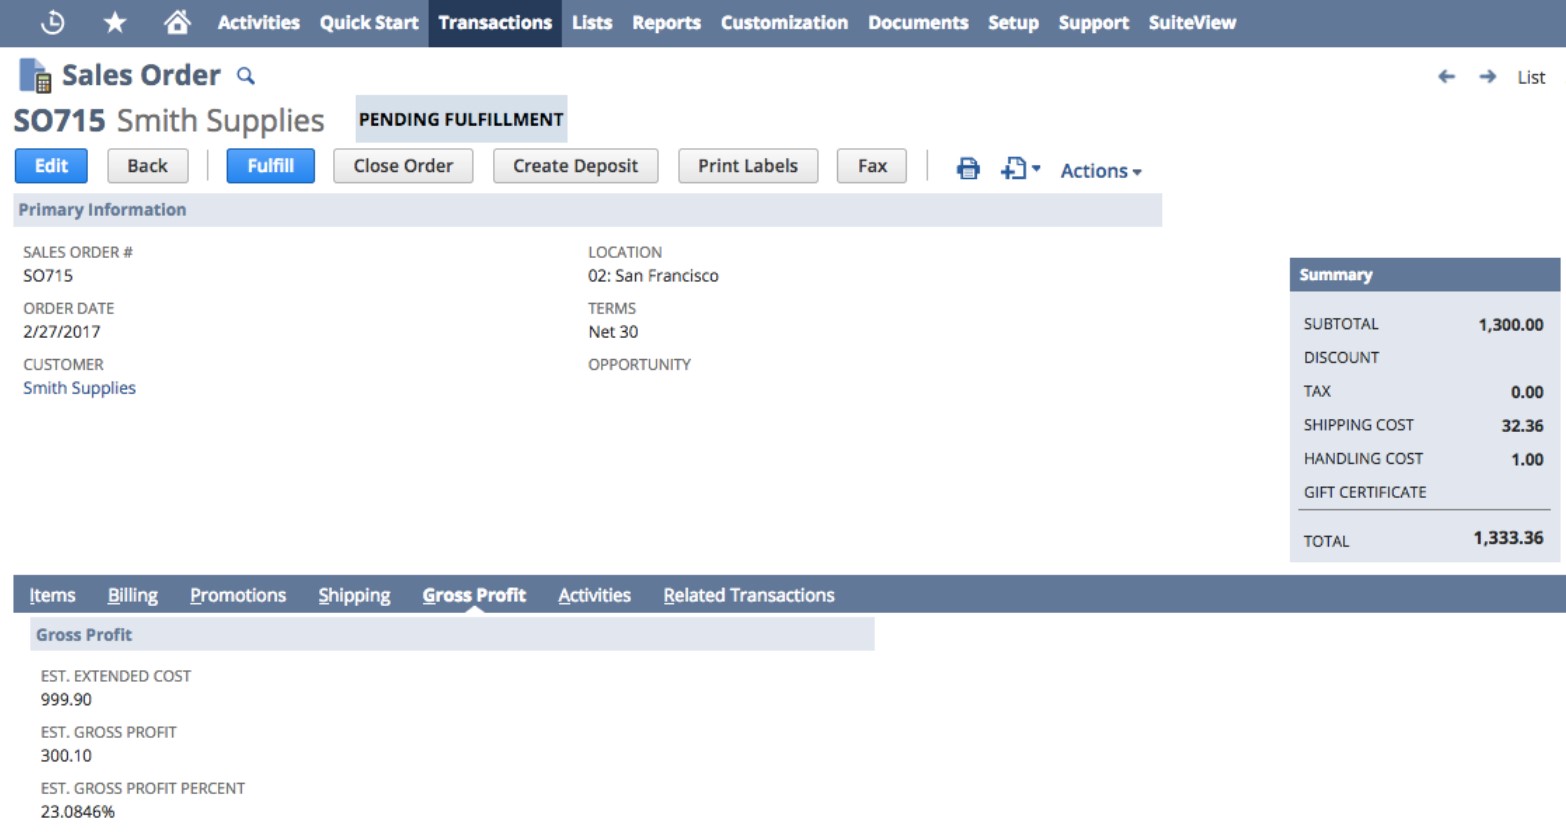 Activities Quick Start Transactions Lists Reports Customization Documents Setup Support SuiteView
Sales Order
List
SO715 Smith Supplies PENDING FULFILLMENT
Edit Back Fulfill Close Order Create Deposit Print Labels Fax Actions
Primary Information
SALES ORDER #
SO715
ORDER DATE
2/27/2017
CUSTOMER
Smith Supplies
LOCATION
02: San Francisco
TERMS
Net 30
OPPORTUNITY
Summary
SUBTOTAL 1,300.00
DISCOUNT
TAX 0.00
SHIPPING COST 32.36
HANDLING COST 1.00
GIFT CERTIFICATE
TOTAL 1,333.36
Items Billing Promotions Shipping Gross Profit Activities Related Transactions
Gross Profit
EST. EXTENDED COST
999.90
EST. GROSS PROFIT
300.10
EST. GROSS PROFIT PERCENT
23.0846%